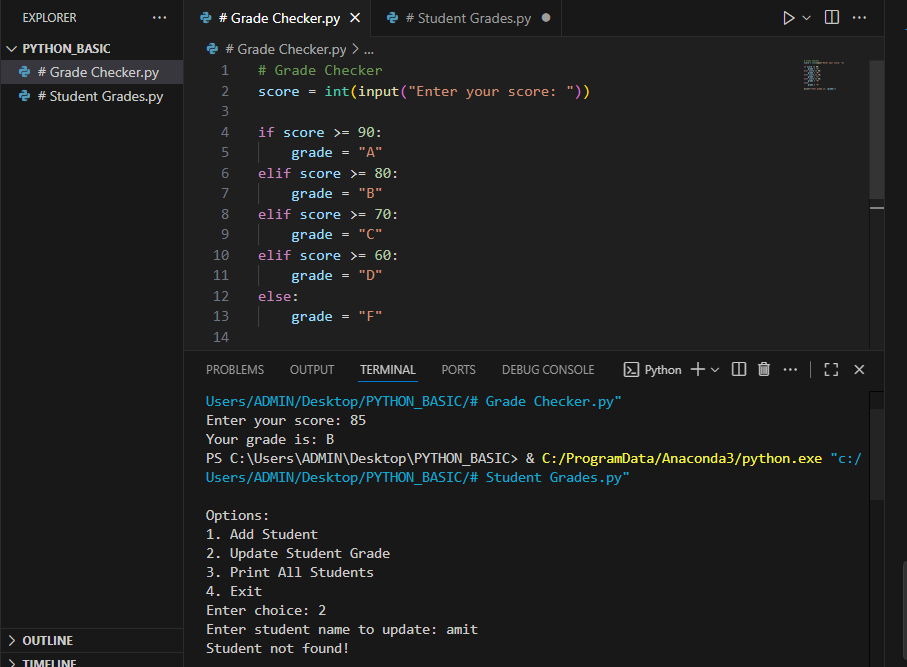 EXPLORER
PYTHON_BASIC
# Grade Checker.py
# Student Grades.py
OUTLINE
TIMELINE
# Grade Checker.py
# Student Grades.py
# Grade Checker.py > ...
1 # Grade Checker
2 score = int(input("Enter your score: "))
3
4 if score >= 90:
5     grade = "A"
6 elif score >= 80:
7     grade = "B"
8 elif score >= 70:
9     grade = "C"
10 elif score >= 60:
11     grade = "D"
12 else:
13     grade = "F"
14
PROBLEMS OUTPUT TERMINAL PORTS DEBUG CONSOLE Python
Users/ADMIN/Desktop/PYTHON_BASIC/# Grade Checker.py"
Enter your score: 85
Your grade is: B
PS C:\Users\ADMIN\Desktop\PYTHON_BASIC> & C:/ProgramData/Anaconda3/python.exe "c:/
Users/ADMIN/Desktop/PYTHON_BASIC/# Student Grades.py"
Options:
1. Add Student
2. Update Student Grade
3. Print All Students
4. Exit
Enter choice: 2
Enter student name to update: amit
Student not found!